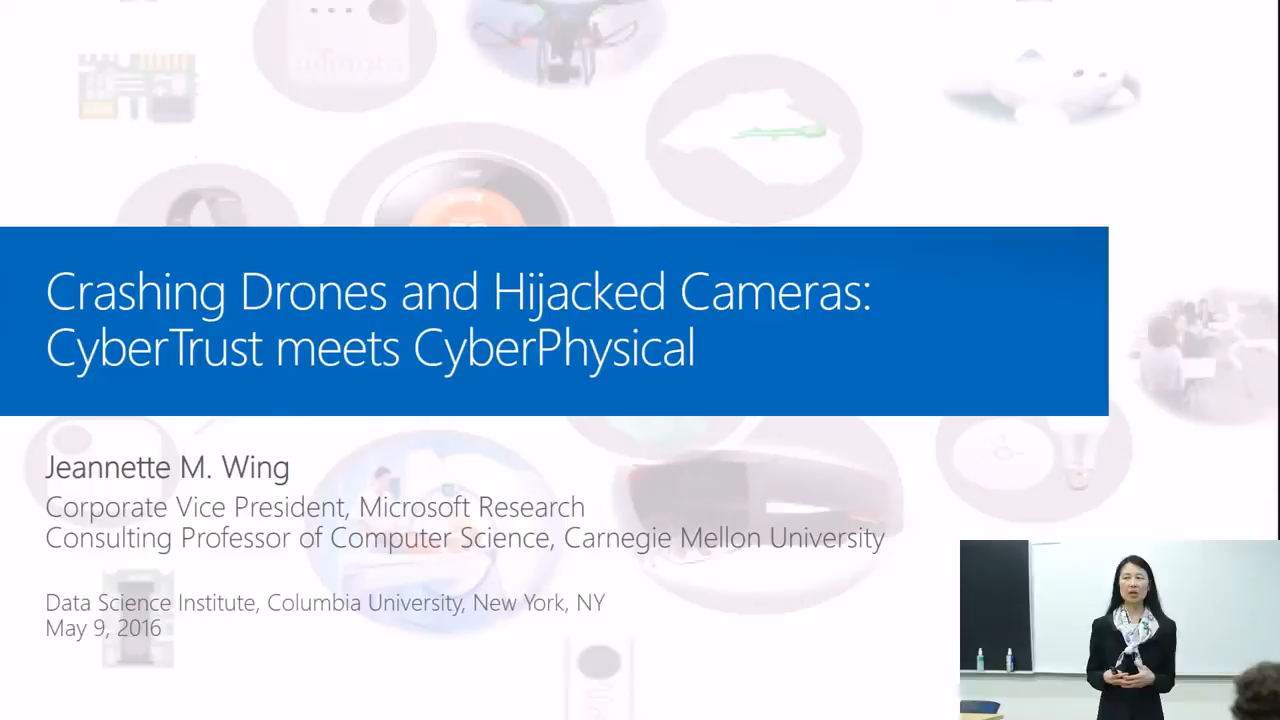 Crashing Drones and Hijacked Cameras:
CyberTrust meets CyberPhysical
Jeannette M. Wing
Corporate Vice President, Microsoft Research
Consulting Professor of Computer Science, Carnegie Mellon University
Data Science Institute, Columbia University, New York, NY
May 9, 2016